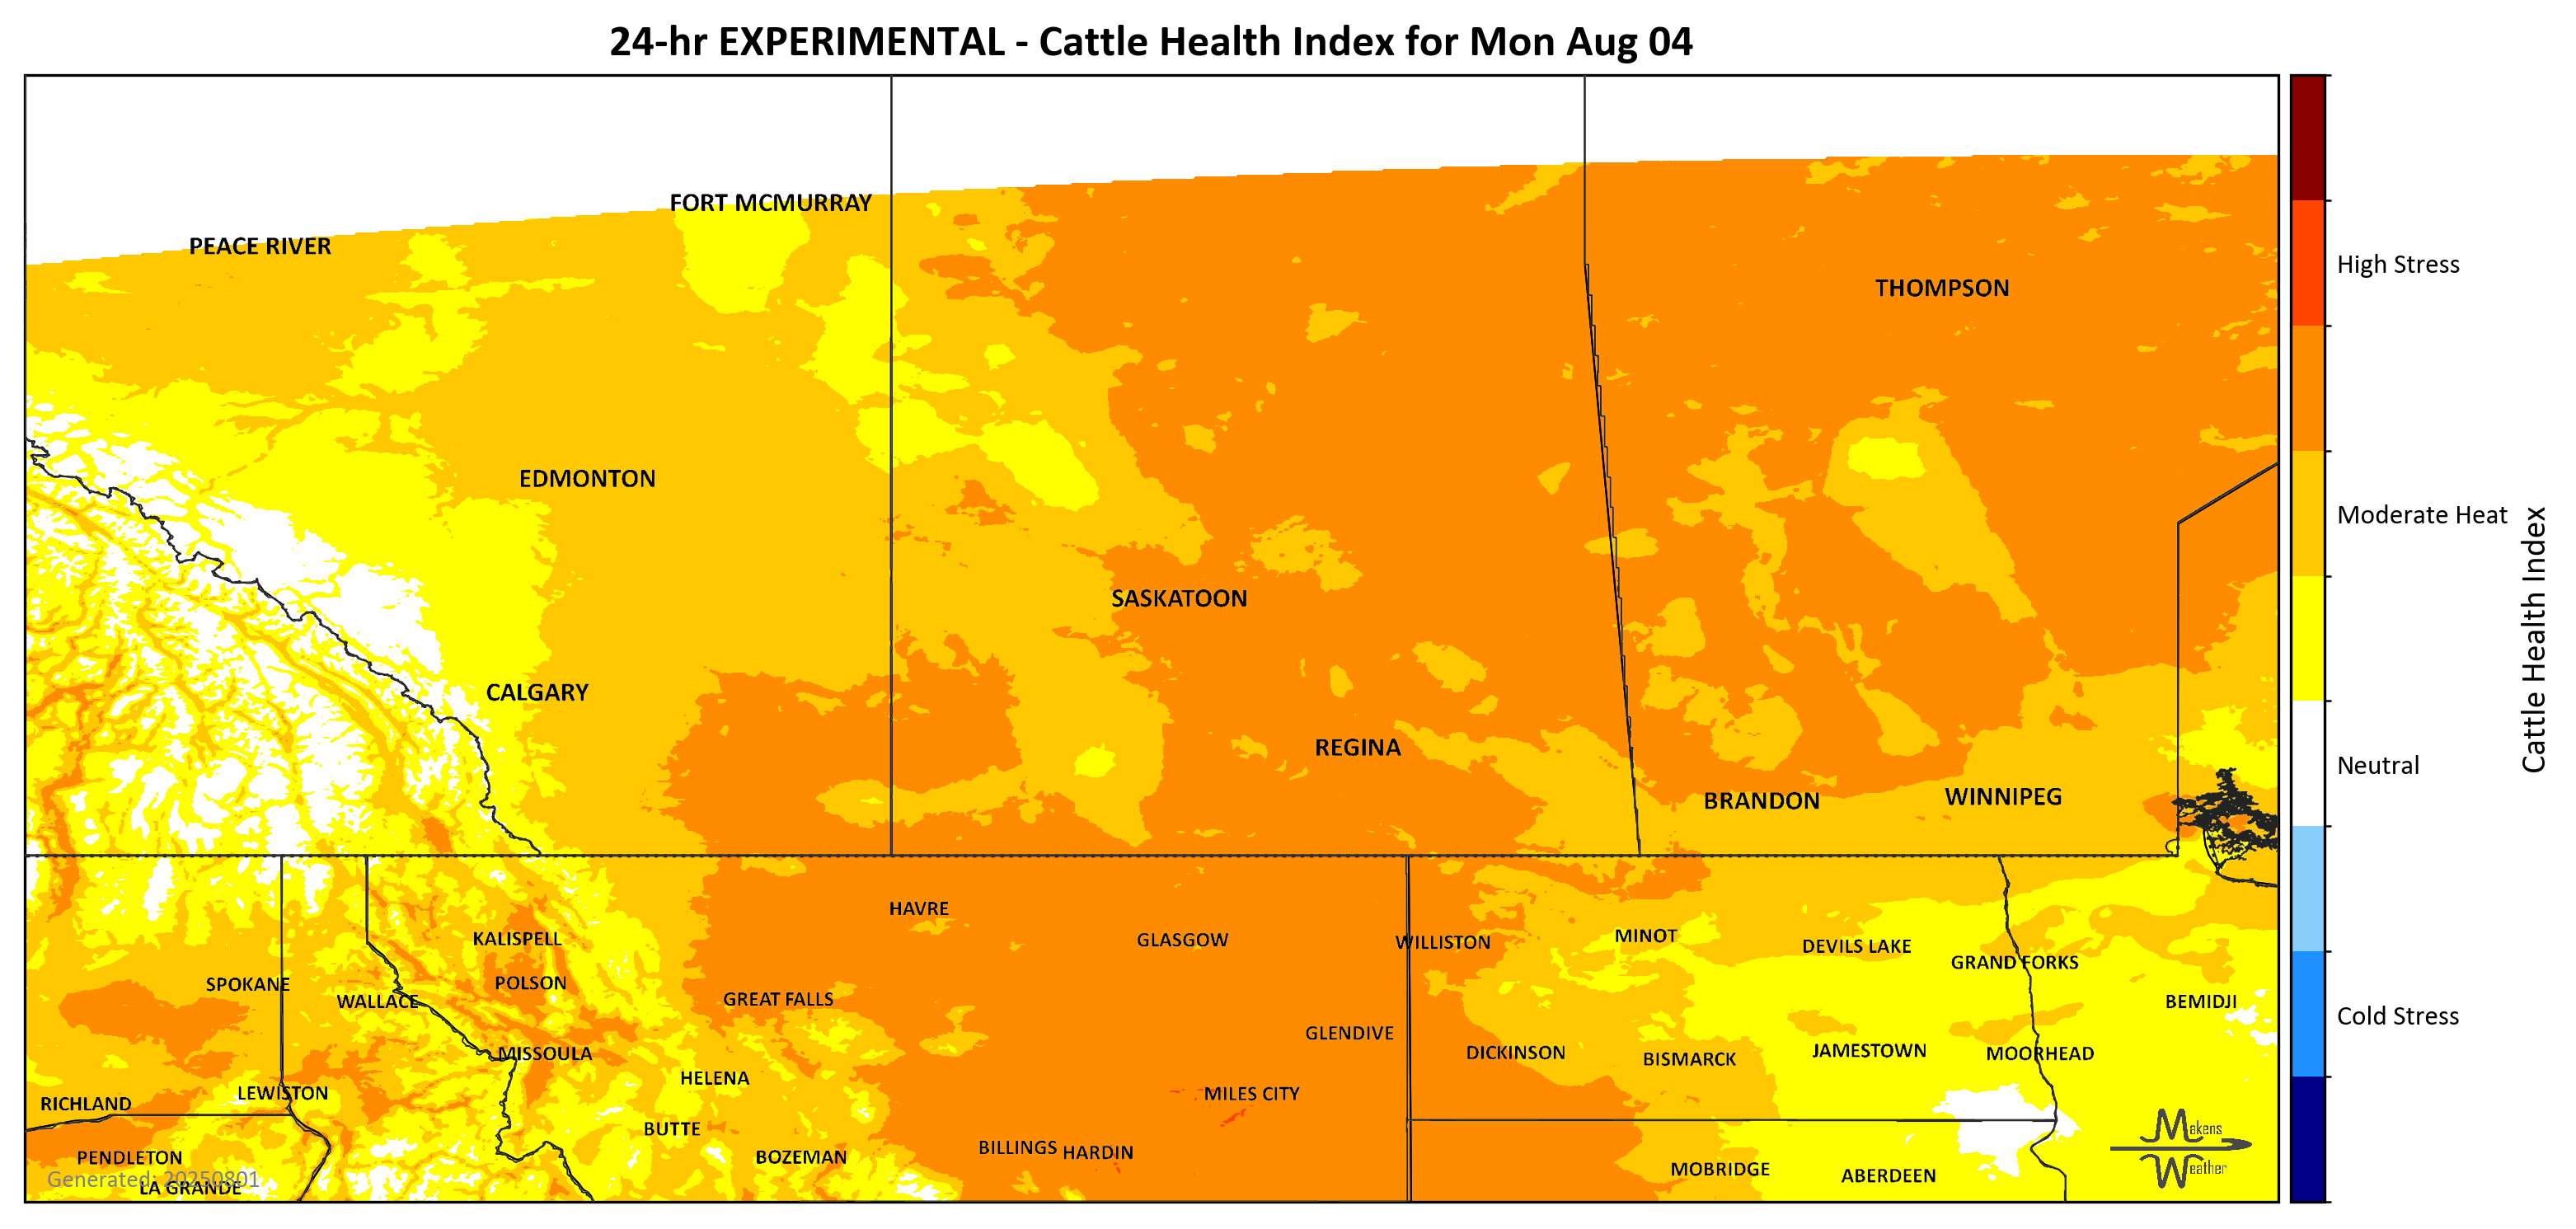 24-hr EXPERIMENTAL - Cattle Health Index for Mon Aug 04
FORT MCMURRAY
PEACE RIVER
THOMPSON
High Stress
EDMONTON
Moderate Heat
SASKATOON
CALGARY
REGINA
BRANDON
WINNIPEG
Neutral
Cattle Health Index
HAVRE
KALISPELL
GLASGOW
WILLISTON
MINOT
DEVILS LAKE
GRAND FORKS
SPOKANE
POLSON
WALLACE
GREAT FALLS
BEMIDJI
Cold Stress
GLENDIVE
MISSOULA
DICKINSON
BISMARCK
JAMESTOWN
MOORHEAD
HELENA
LEWISTON
MILES CITY
RICHLAND
BUTTE
BILLINGS
HARDIN
PENDLETON
BOZEMAN
MOBRIDGE
ABERDEEN
Makens
Weather
Generated: 20250801
LA GRANDE